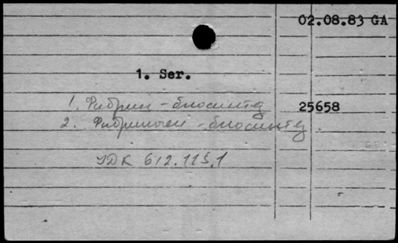 02.08.83 GA
1. Ser.
1. Фибрин - биосинтез 25658
2. Фибриноген - биосинтез
УДК 612.115.1